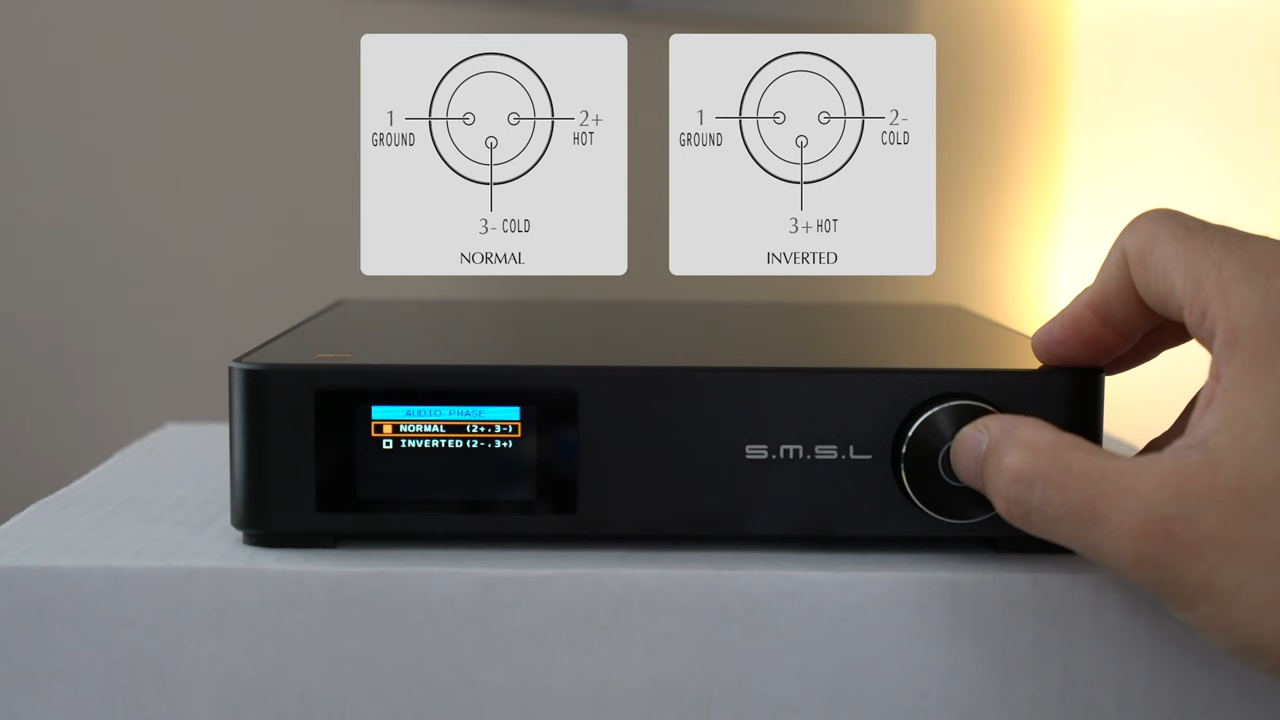 1
GROUND
2+
HOT
3- COLD
NORMAL
1
GROUND
2-
COLD
3+ HOT
INVERTED
AUDIO PHASE
NORMAL (2+,3-)
INVERTED (2-,3+)
S.M.S.L